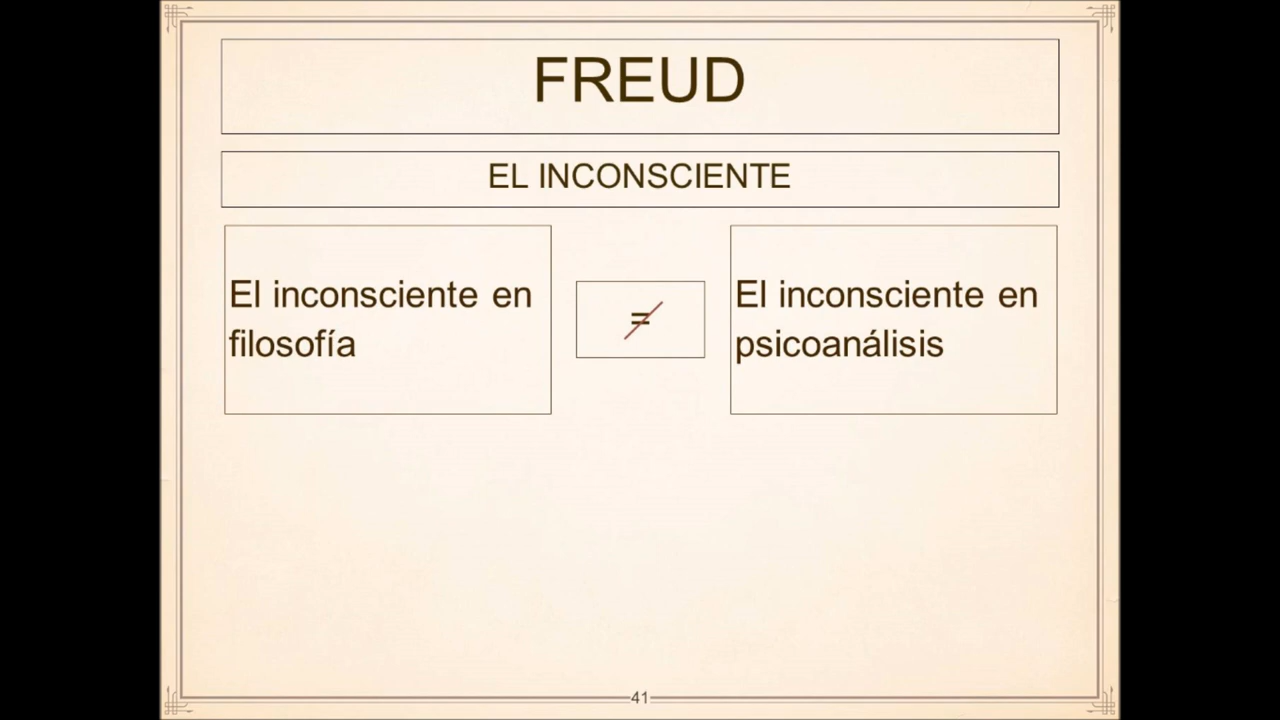 FREUD
EL INCONSCIENTE
El inconsciente en
filosofía
=
El inconsciente en
psicoanálisis
41